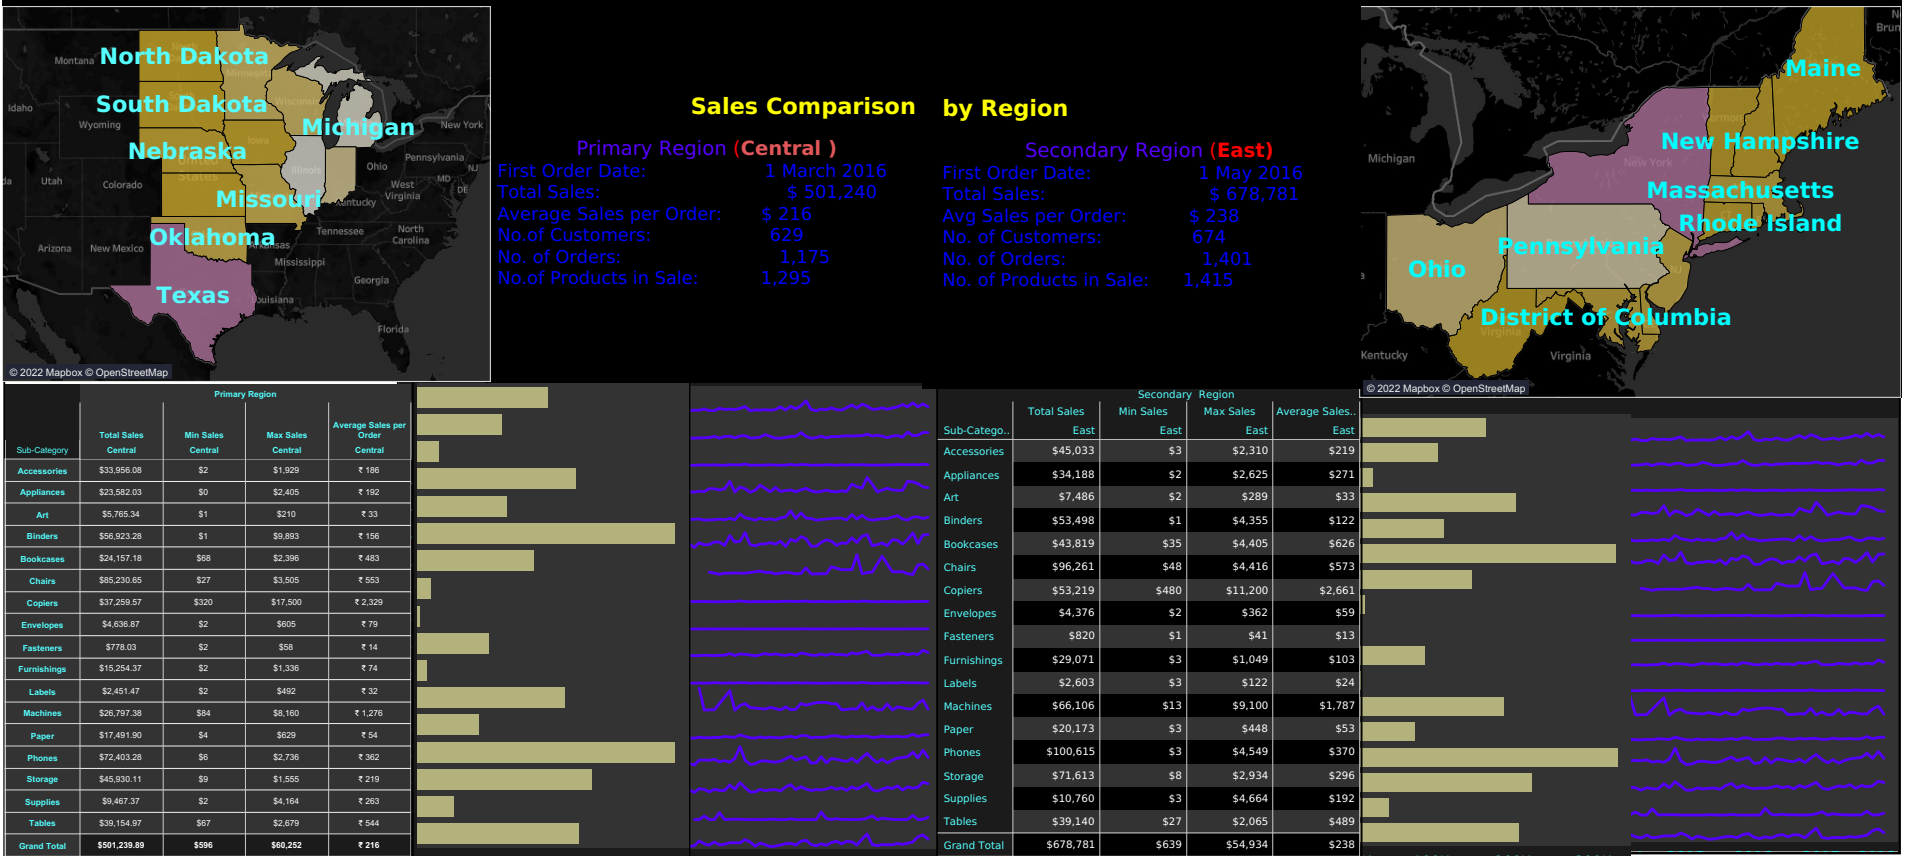 North Dakota
South Dakota
Nebraska
Michigan
Missouri
Oklahoma
Texas
Montana
Idaho
Wyoming
Utah
Colorado
Arizona
New Mexico
Minnesota
Wisconsin
Iowa
United
States
Illinois
Ohio
New York
Pennsylvania
NJ
MD
DE
West
Virginia
Kentucky
Tennessee
North
Carolina
Arkansas
Mississippi
Georgia
Louisiana
Florida
© 2022 Mapbox © OpenStreetMap
Sales Comparison by Region
Primary Region (Central )
First Order Date: 1 March 2016
Total Sales: $ 501,240
Average Sales per Order: $ 216
No.of Customers: 629
No. of Orders: 1,175
No.of Products in Sale: 1,295
Secondary Region (East)
First Order Date: 1 May 2016
Total Sales: $ 678,781
Avg Sales per Order: $ 238
No. of Customers: 674
No. of Orders: 1,401
No. of Products in Sale: 1,415
Maine
New Hampshire
Massachusetts
Rhode Island
Pennsylvania
Ohio
District of Columbia
Michigan
New York
Vermont
CT
NJ
Virginia
Virginia
Kentucky
New
Brun
© 2022 Mapbox © OpenStreetMap
Primary Region
Sub-Category Total Sales Central Min Sales Central Max Sales Central Average Sales per Order Central
Accessories $33,956.08 $2 $1,929 ₹ 186
Appliances $23,582.03 $0 $2,405 ₹ 192
Art $5,765.34 $1 $210 ₹ 33
Binders $56,923.28 $1 $9,893 ₹ 156
Bookcases $24,157.18 $68 $2,396 ₹ 483
Chairs $85,230.65 $27 $3,505 ₹ 553
Copiers $37,259.57 $320 $17,500 ₹ 2,329
Envelopes $4,636.87 $2 $605 ₹ 79
Fasteners $778.03 $2 $58 ₹ 14
Furnishings $15,254.37 $2 $1,336 ₹ 74
Labels $2,451.47 $2 $492 ₹ 32
Machines $26,797.38 $84 $8,160 ₹ 1,276
Paper $17,491.90 $4 $629 ₹ 54
Phones $72,403.28 $6 $2,736 ₹ 362
Storage $45,930.11 $9 $1,555 ₹ 219
Supplies $9,467.37 $2 $4,164 ₹ 263
Tables $39,154.97 $67 $2,679 ₹ 544
Grand Total $501,239.89 $596 $60,252 ₹ 216
Secondary Region
Total Sales Min Sales Max Sales Average Sales..
Sub-Catego.. East East East East
Accessories $45,033 $3 $2,310 $219
Appliances $34,188 $2 $2,625 $271
Art $7,486 $2 $289 $33
Binders $53,498 $1 $4,355 $122
Bookcases $43,819 $35 $4,405 $626
Chairs $96,261 $48 $4,416 $573
Copiers $53,219 $480 $11,200 $2,661
Envelopes $4,376 $2 $362 $59
Fasteners $820 $1 $41 $13
Furnishings $29,071 $3 $1,049 $103
Labels $2,603 $3 $122 $24
Machines $66,106 $13 $9,100 $1,787
Paper $20,173 $3 $448 $53
Phones $100,615 $3 $4,549 $370
Storage $71,613 $8 $2,934 $296
Supplies $10,760 $3 $4,664 $192
Tables $39,140 $27 $2,065 $489
Grand Total $678,781 $639 $54,934 $238